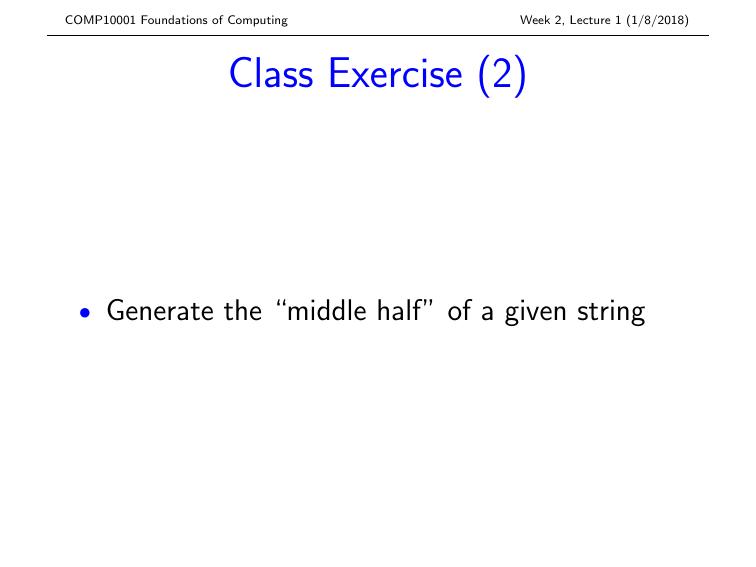 COMP10001 Foundations of Computing Week 2, Lecture 1 (1/8/2018)
Class Exercise (2)
• Generate the “middle half” of a given string